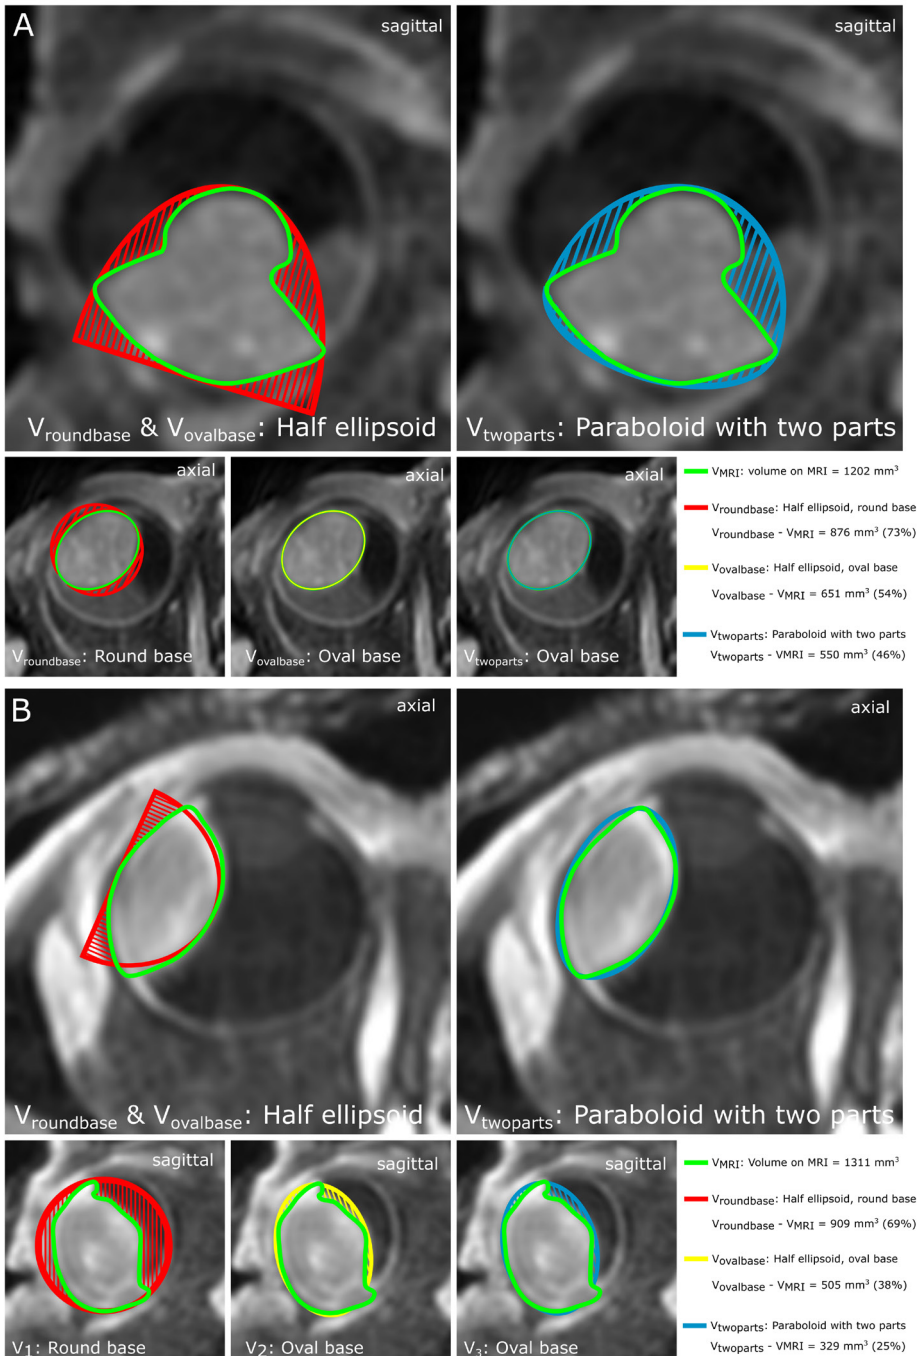 A
sagittal
sagittal
Vroundbase & Vovalbase: Half ellipsoid
Vtwoparts: Paraboloid with two parts
axial
axial
axial
Vroundbase: Round base
Vovalbase: Oval base
Vtwoparts: Oval base
VMRI: volume on MRI = 1202 mm³
Vroundbase: Half ellipsoid, round base
Vroundbase - VMRI = 876 mm³ (73%)
Vovalbase: Half ellipsoid, oval base
Vovalbase - VMRI = 651 mm³ (54%)
Vtwoparts: Paraboloid with two parts
Vtwoparts - VMRI = 550 mm³ (46%)
B
axial
axial
Vroundbase & Vovalbase: Half ellipsoid
Vtwoparts: Paraboloid with two parts
sagittal
sagittal
sagittal
V1: Round base
V2: Oval base
V3: Oval base
VMRI: Volume on MRI = 1311 mm³
Vroundbase: Half ellipsoid, round base
Vroundbase - VMRI = 909 mm³ (69%)
Vovalbase: Half ellipsoid, oval base
Vovalbase - VMRI = 505 mm³ (38%)
Vtwoparts: Paraboloid with two parts
Vtwoparts - VMRI = 329 mm³ (25%)